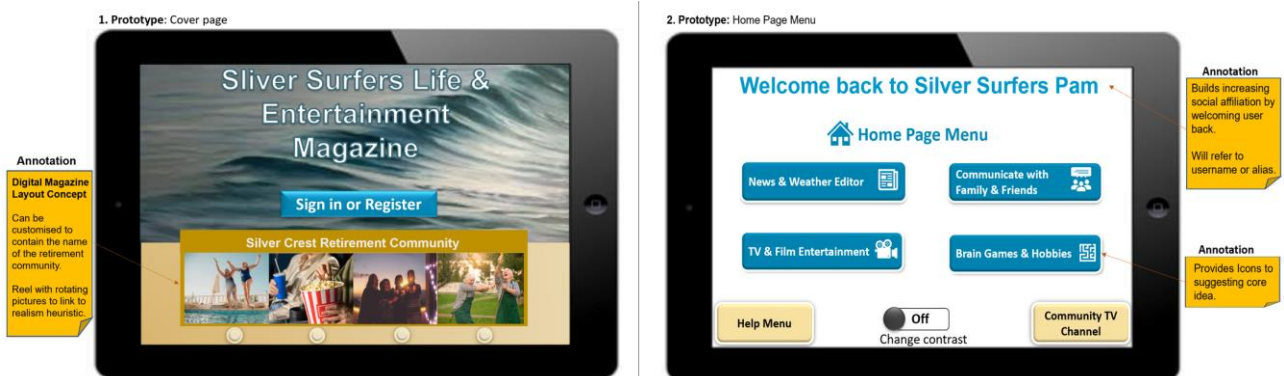 1. Prototype: Cover page
Sliver Surfers Life &
Entertainment
Magazine
Sign in or Register
Silver Crest Retirement Community
Annotation
Digital Magazine
Layout Concept
Can be
customised to
contain the name
of the retirement
community.
Reel with rotating
pictures to link to
realism heuristic.
2. Prototype: Home Page Menu
Welcome back to Silver Surfers Pam
Home Page Menu
News & Weather Editor
Communicate with
Family & Friends
TV & Film Entertainment
Brain Games & Hobbies
Help Menu
Off
Change contrast
Community TV
Channel
Annotation
Builds increasing
social affiliation by
welcoming user
back.
Will refer to
username or alias.
Annotation
Provides Icons to
suggesting core
idea.